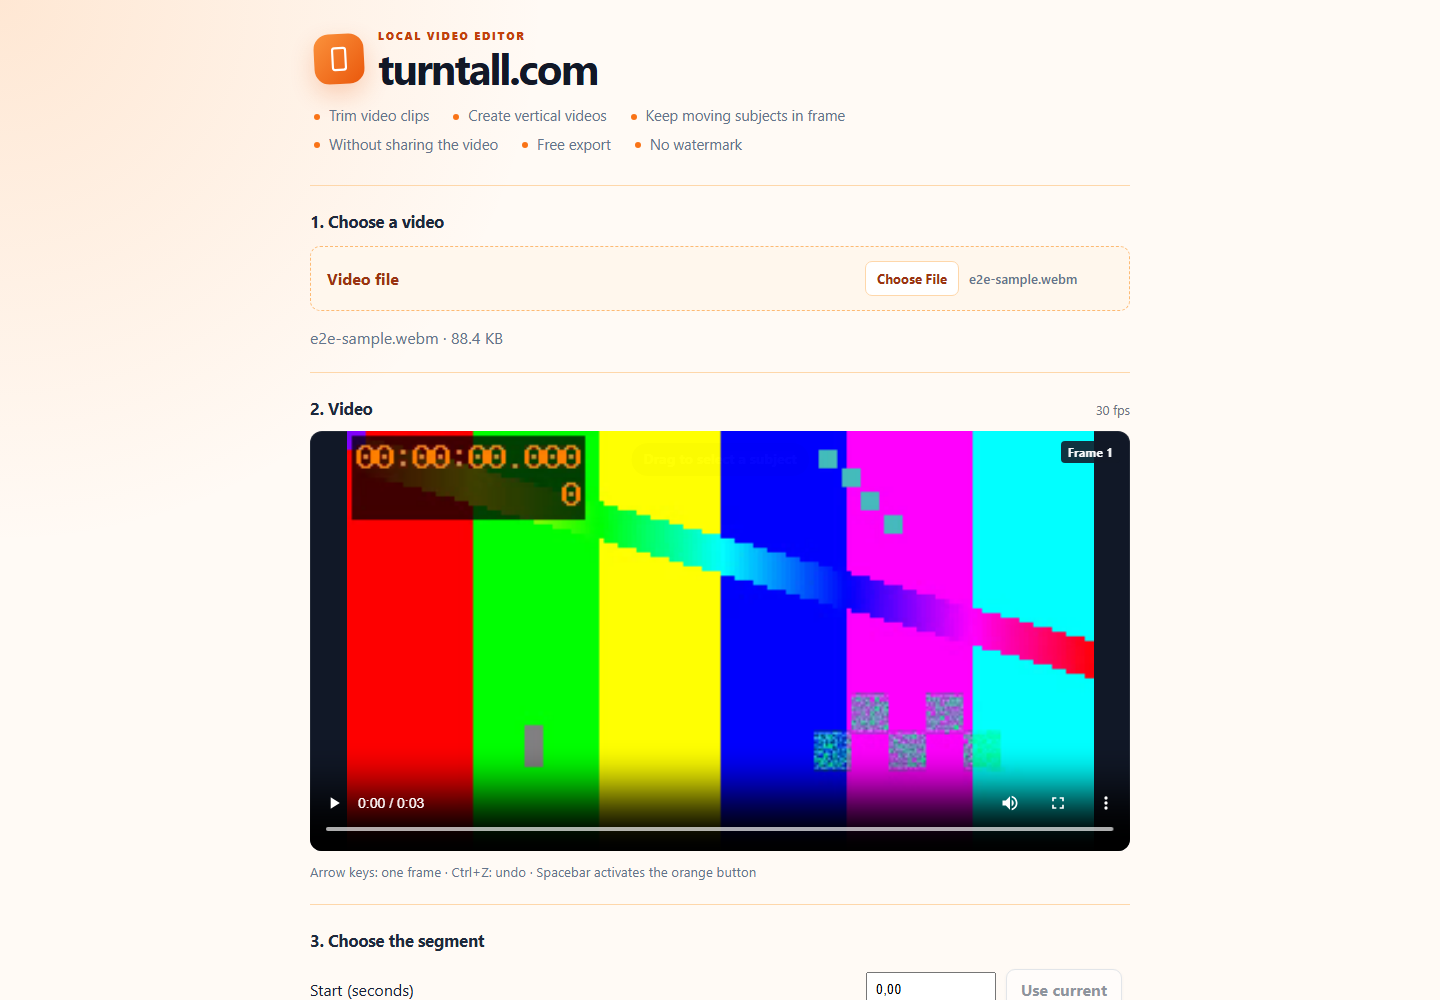 LOCAL VIDEO EDITOR
turntall.com
Trim video clips
Create vertical videos
Keep moving subjects in frame
Without sharing the video
Free export
No watermark
1. Choose a video
Video file
Choose File
e2e-sample.webm
e2e-sample.webm · 88.4 KB
2. Video
30 fps
00:00:00.000
0
Frame 1
0:00 / 0:03
Arrow keys: one frame · Ctrl+Z: undo · Spacebar activates the orange button
3. Choose the segment
Start (seconds)
0,00
Use current